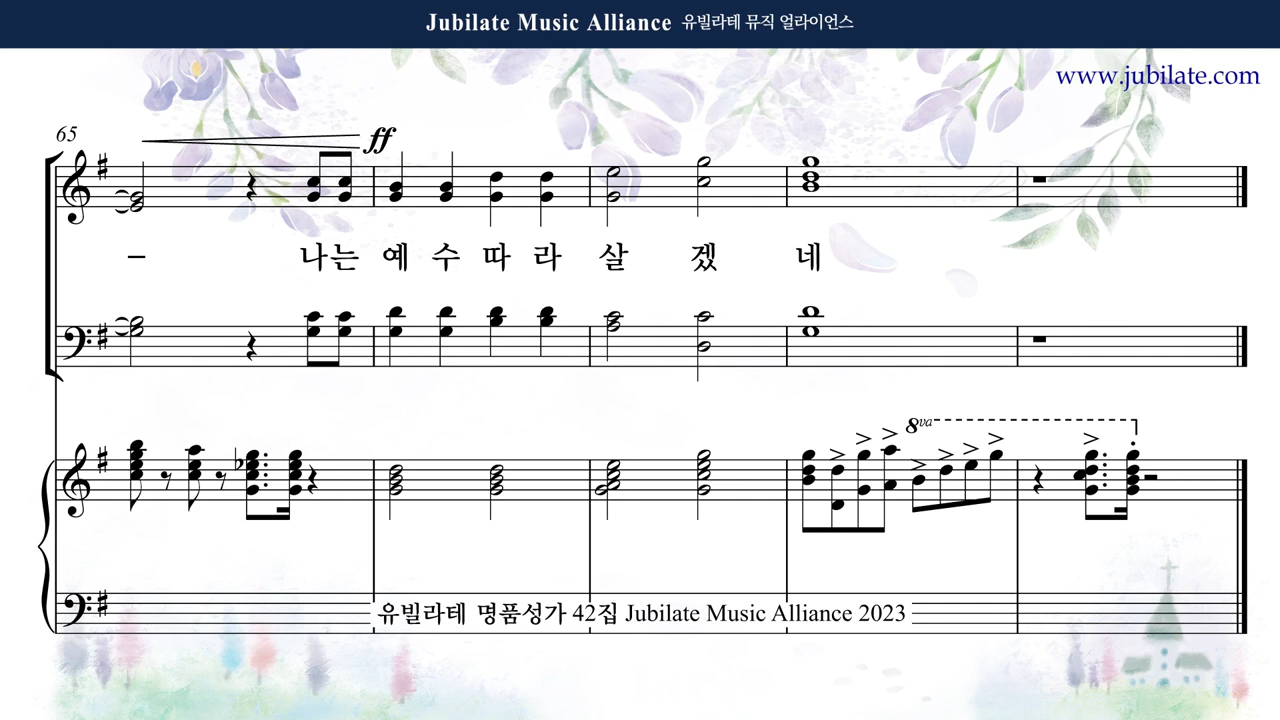 Jubilate Music Alliance 유빌라테 뮤직 얼라이언스
www.jubilate.com
65
ff
– 나는 예 수 따 라 살 겠 네
8va
유빌라테 명품성가 42집 Jubilate Music Alliance 2023